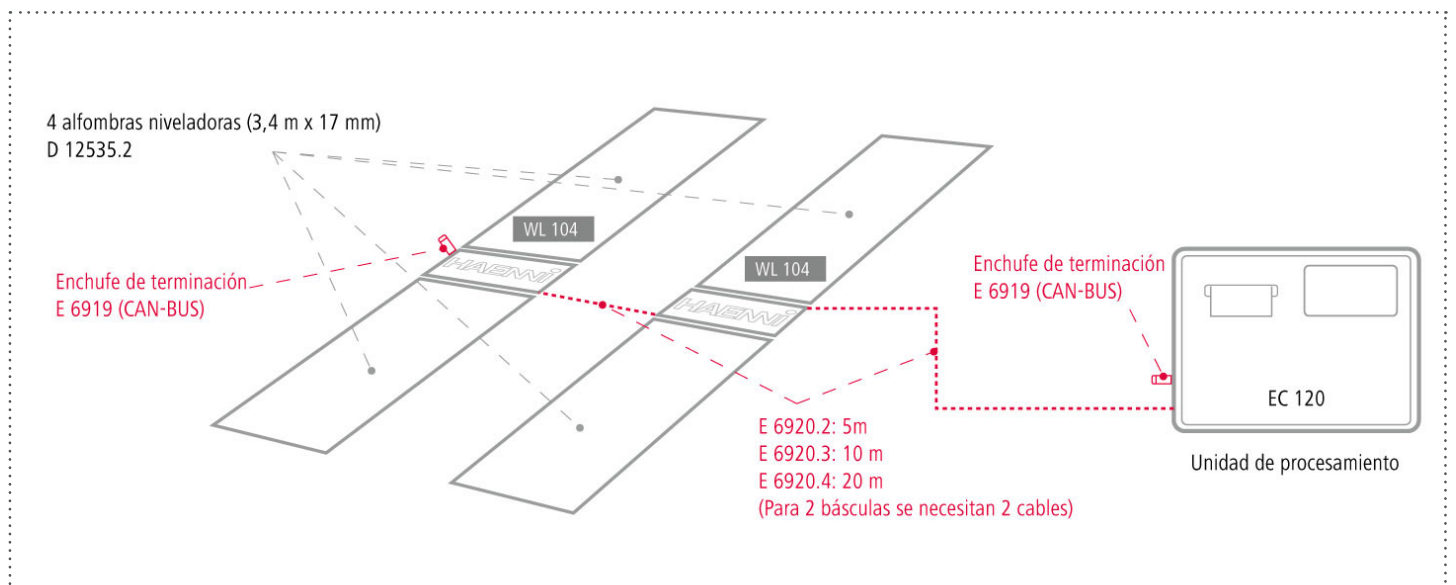 4 alfombras niveladoras (3,4 m x 17 mm)
D 12535.2
WL 104
HAENNI
Enchufe de terminación
E 6919 (CAN-BUS)
WL 104
HAENNI
Enchufe de terminación
E 6919 (CAN-BUS)
EC 120
Unidad de procesamiento
E 6920.2: 5m
E 6920.3: 10 m
E 6920.4: 20 m
(Para 2 básculas se necesitan 2 cables)